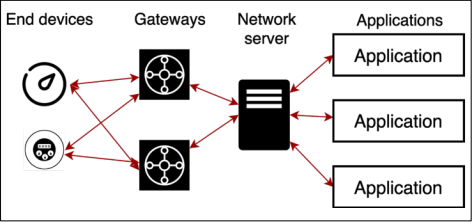 End devices
Gateways
Network
server
Applications
Application
Application
Application